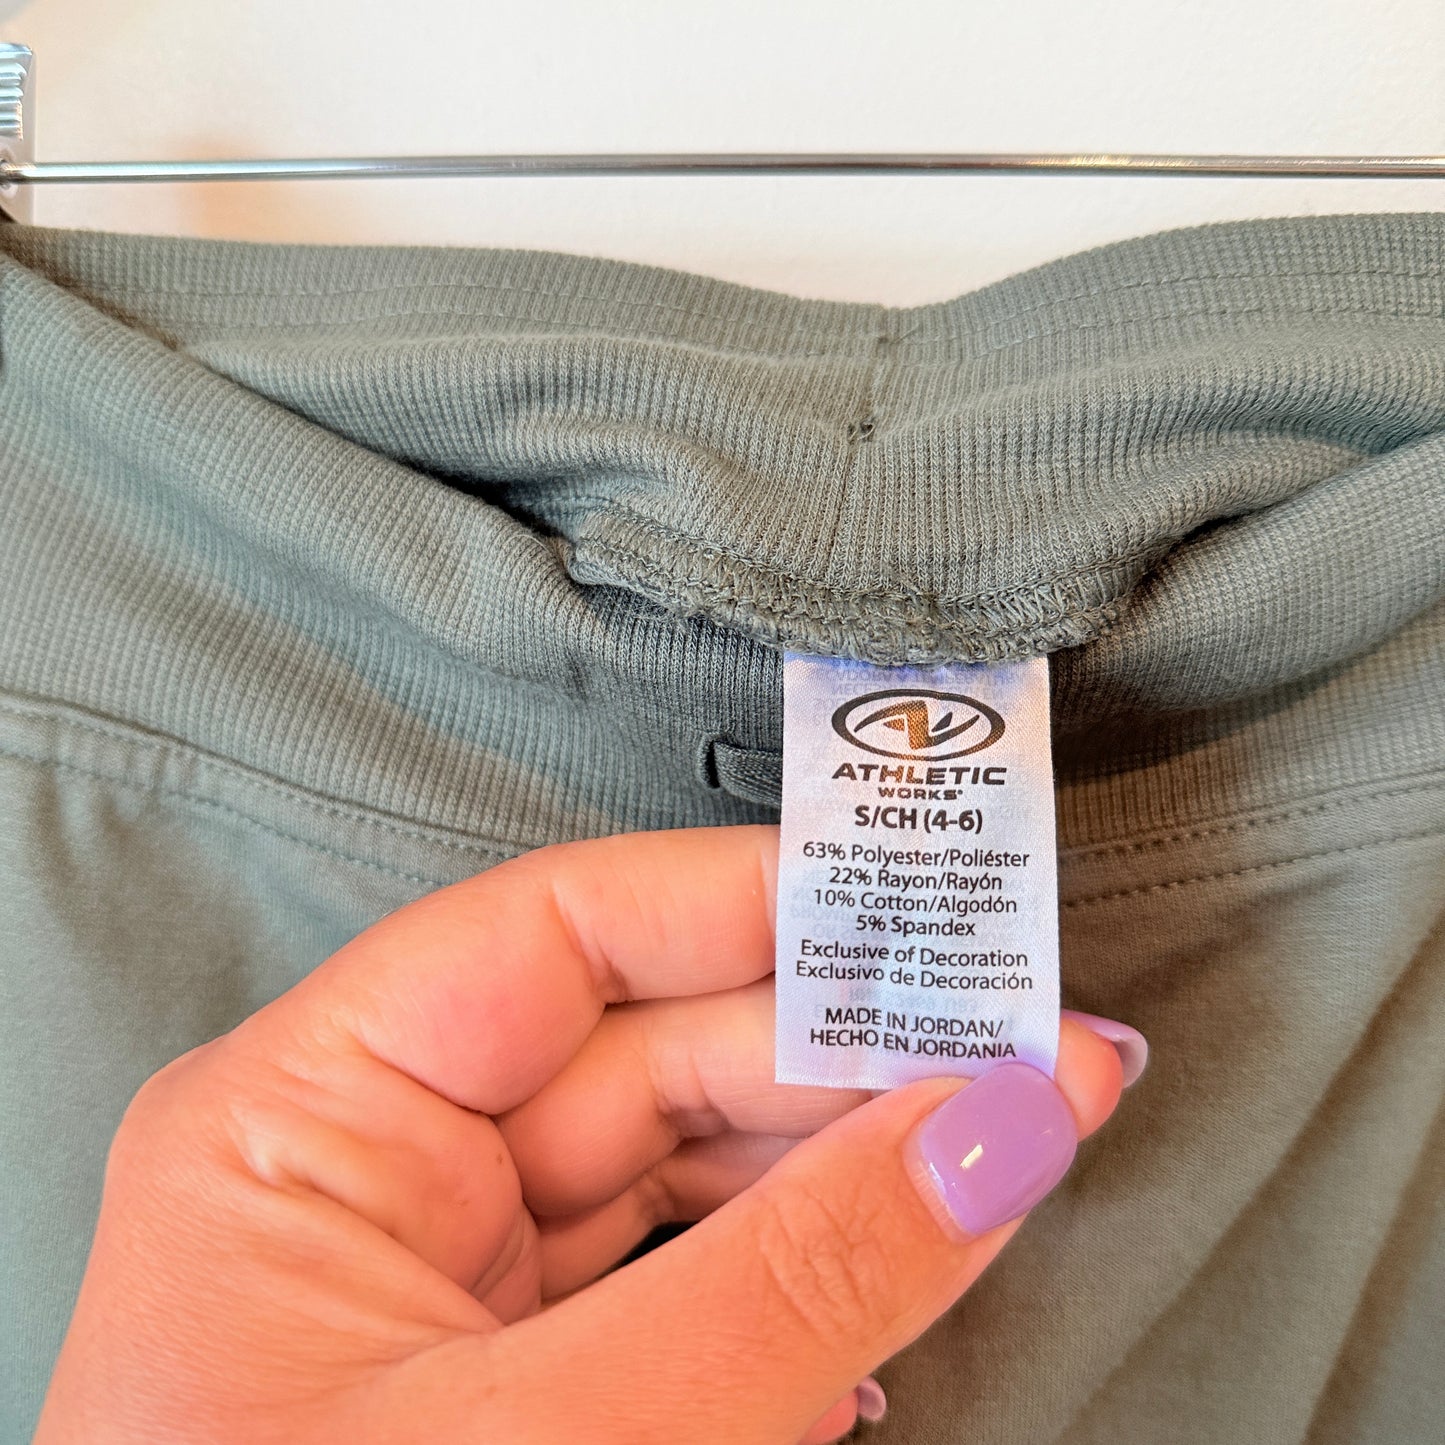 ATHLETIC
WORKS®
S/CH (4-6)
63% Polyester/Poliéster
22% Rayon/Rayón
10% Cotton/Algodón
5% Spandex
Exclusive of Decoration
Exclusivo de Decoración
MADE IN JORDAN/
HECHO EN JORDANIA